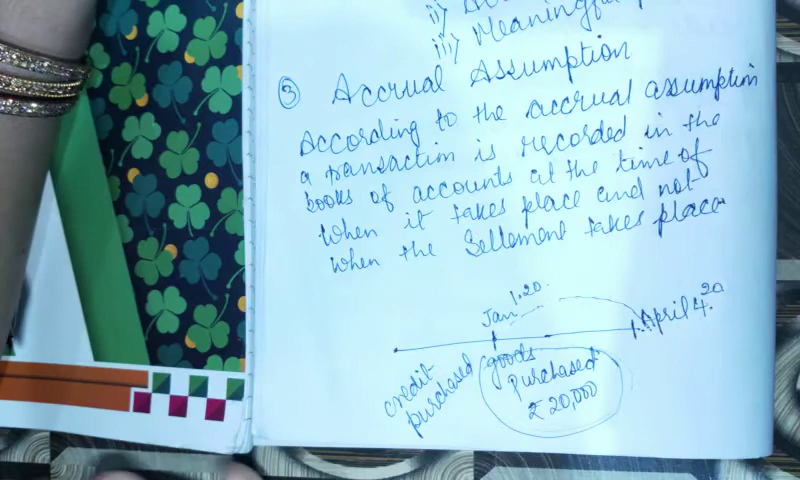 ii)
iii) Meaningful
③ Accrual Assumption
According to the accrual assumption
a transaction is recorded in the
books of accounts at the time of
when it takes place and not
when the Settlement takes place
1.20.
Jan
April 4.20
credit
purchased
goods
purchased
₹ 20,000